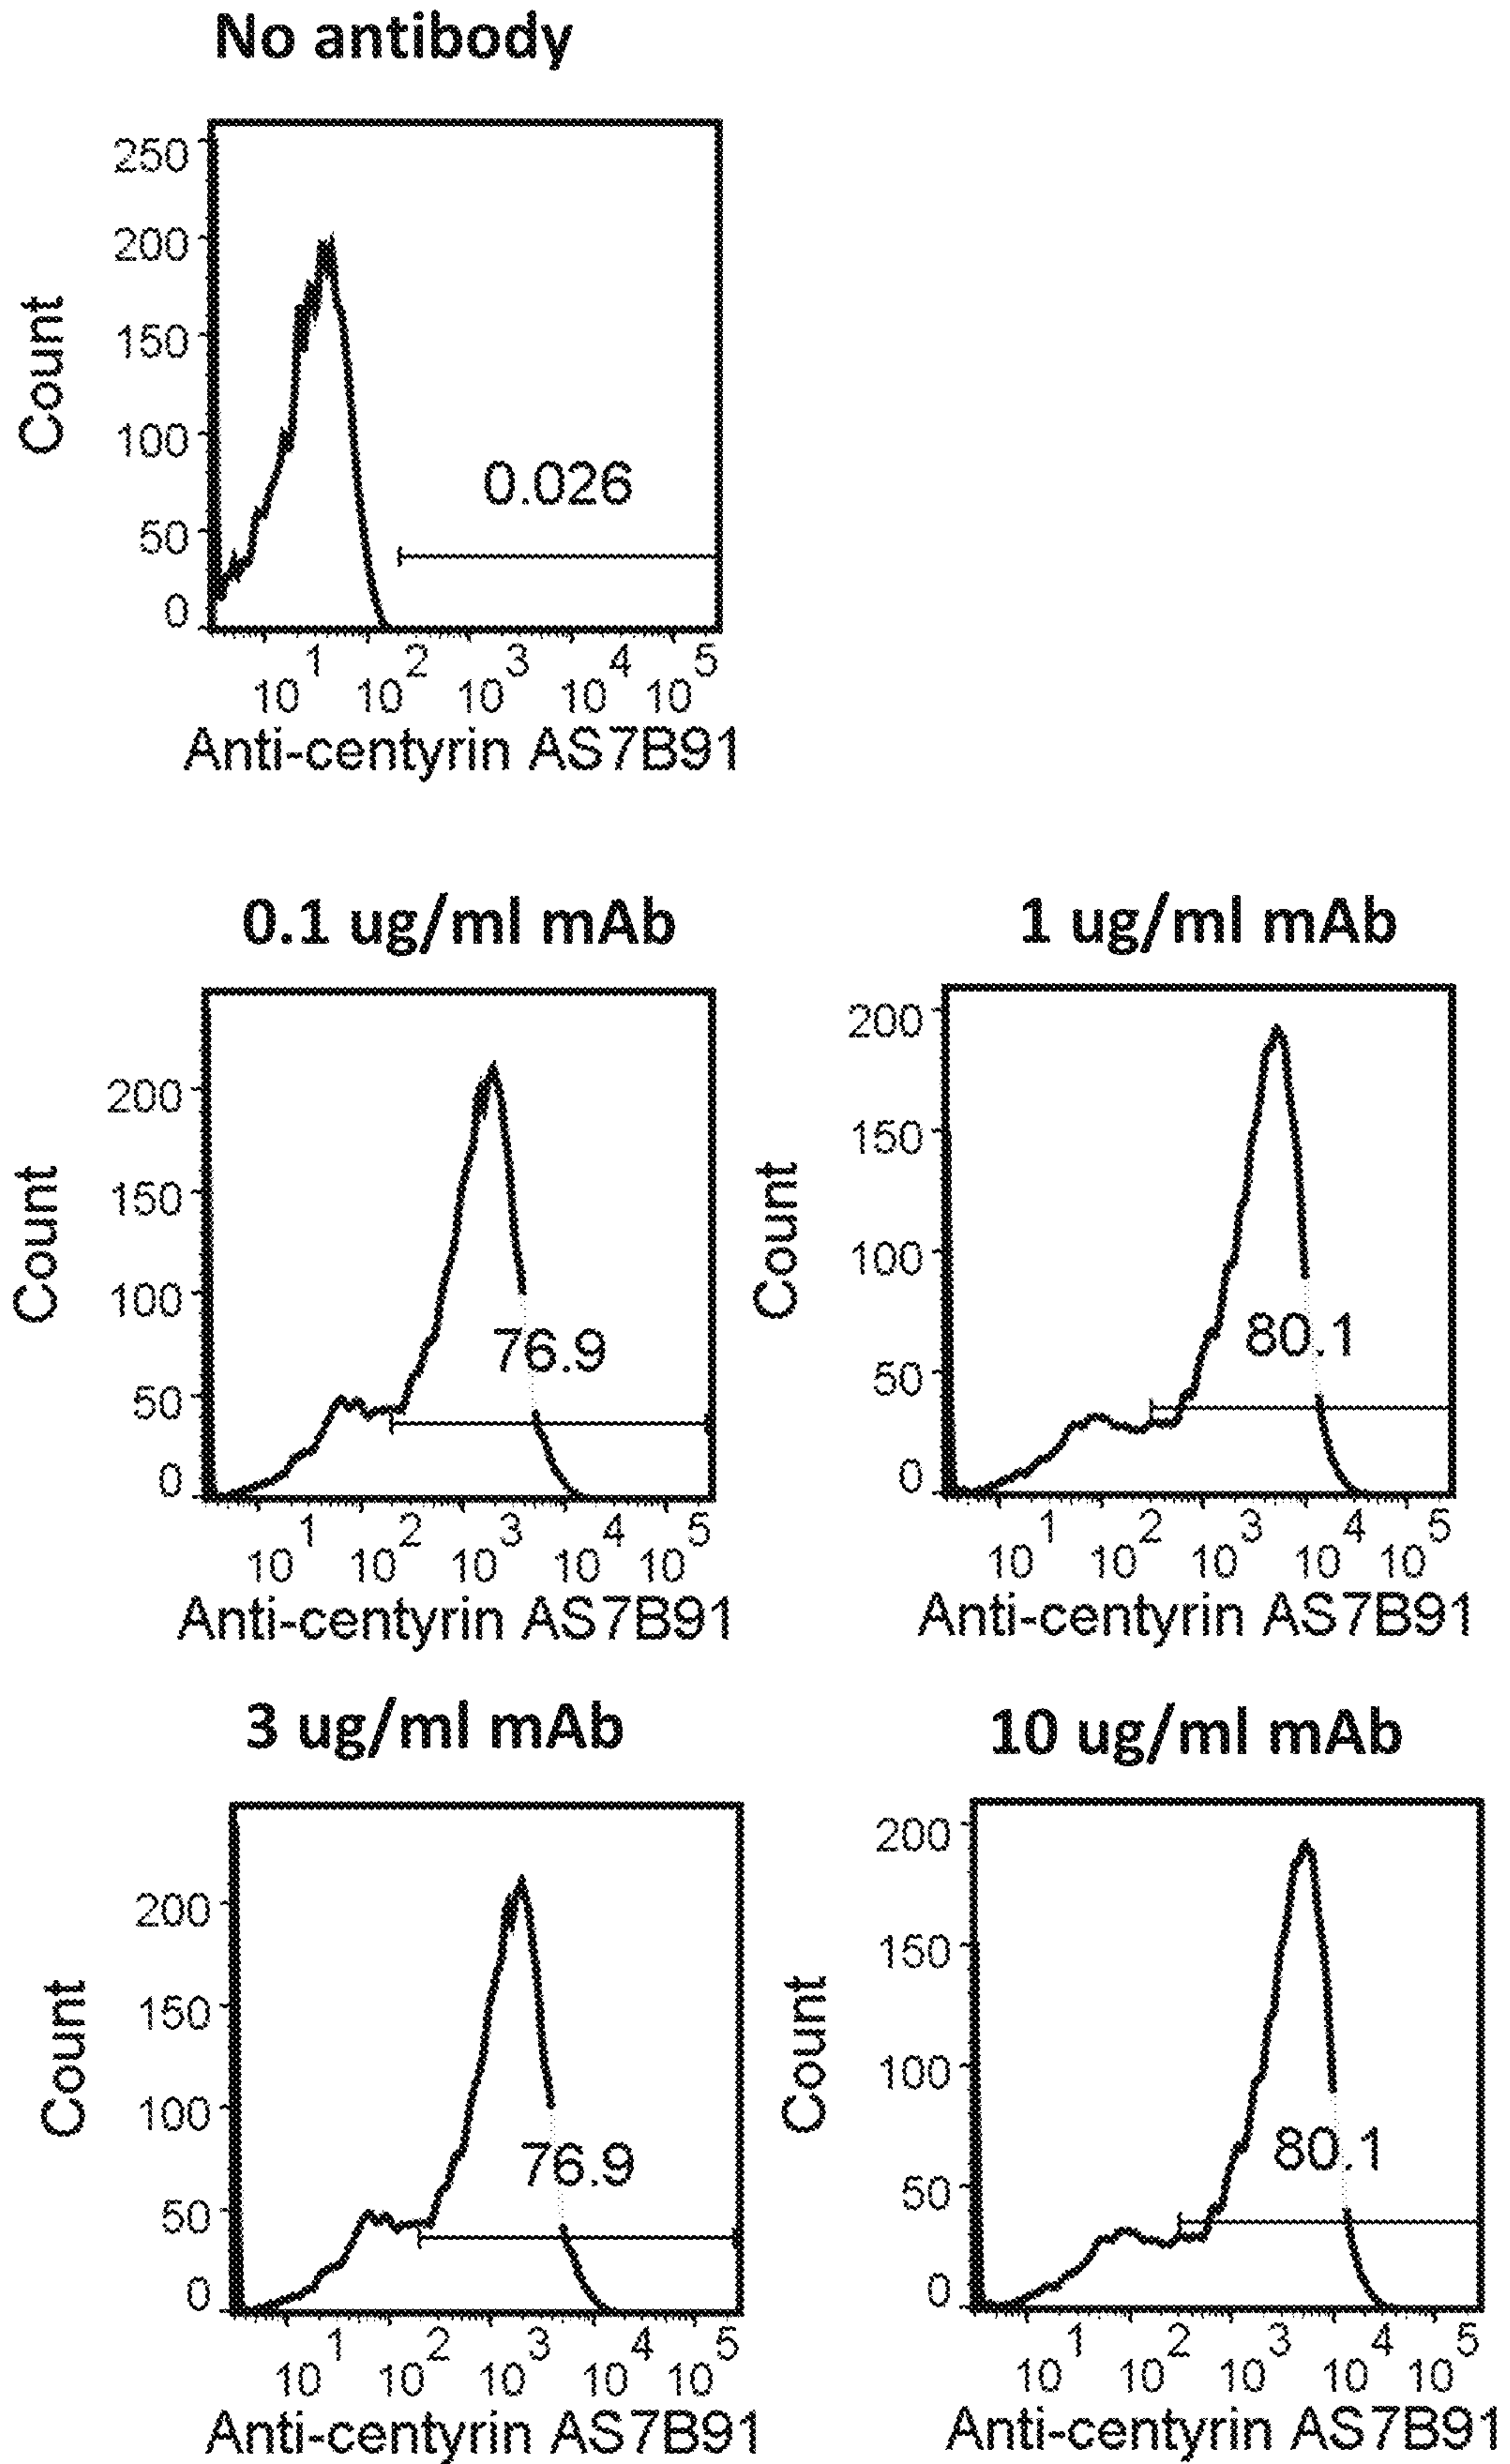 No antibody
250
200
150
100
50
0
Count
0.026
10^1 10^2 10^3 10^4 10^5
Anti-centyrin AS7B91
0.1 ug/ml mAb
200
150
100
50
0
Count
76.9
10^1 10^2 10^3 10^4 10^5
Anti-centyrin AS7B91
1 ug/ml mAb
200
150
100
50
0
Count
80.1
10^1 10^2 10^3 10^4 10^5
Anti-centyrin AS7B91
3 ug/ml mAb
200
150
100
50
0
Count
76.9
10^1 10^2 10^3 10^4 10^5
Anti-centyrin AS7B91
10 ug/ml mAb
200
150
100
50
0
Count
80.1
10^1 10^2 10^3 10^4 10^5
Anti-centyrin AS7B91